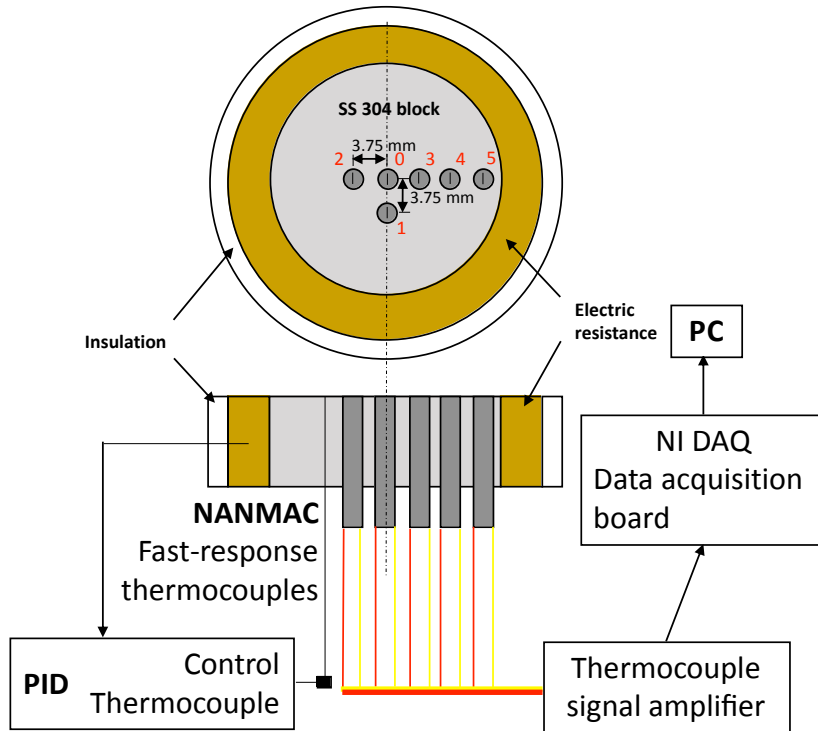 SS 304 block
3.75 mm
2
0
3
4
5
3.75 mm
1
Insulation
Electric
resistance
PC
NI DAQ
Data acquisition
board
NANMAC
Fast-response
thermocouples
PID
Control
Thermocouple
Thermocouple
signal amplifier